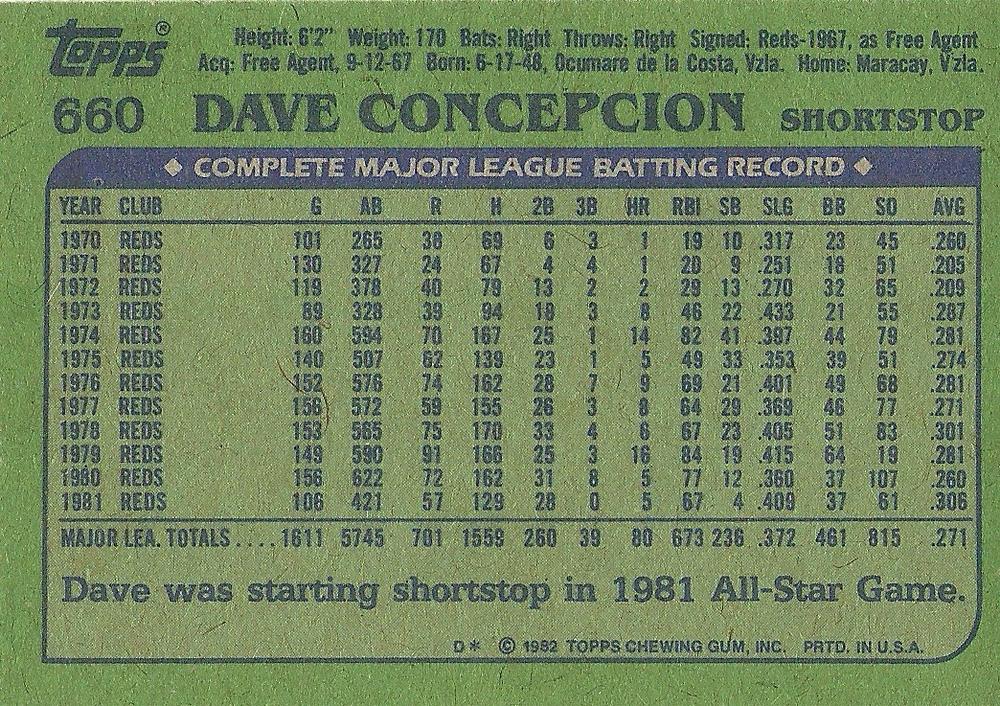 topps®
Height: 6'2" Weight: 170 Bats: Right Throws: Right Signed: Reds-1967, as Free Agent
Acq: Free Agent, 9-12-67 Born: 6-17-48, Ocumare de la Costa, Vzla. Home: Maracay, Vzla.
660 DAVE CONCEPCION SHORTSTOP
◆ COMPLETE MAJOR LEAGUE BATTING RECORD ◆
YEAR CLUB G AB R H 2B 3B HR RBI SB SLG BB SO AVG
1970 REDS 101 265 38 69 6 3 1 19 10 .317 23 45 .260
1971 REDS 130 327 24 67 4 4 1 20 9 .251 18 51 .205
1972 REDS 119 378 40 79 13 2 2 29 13 .270 32 65 .209
1973 REDS 89 328 39 94 18 3 8 46 22 .433 21 55 .287
1974 REDS 160 594 70 167 25 1 14 82 41 .397 44 79 .281
1975 REDS 140 507 62 139 23 1 5 49 33 .353 39 51 .274
1976 REDS 152 576 74 162 28 7 9 69 21 .401 49 68 .281
1977 REDS 156 572 59 155 26 3 8 64 29 .369 46 77 .271
1978 REDS 153 565 75 170 33 4 6 67 23 .405 51 83 .301
1979 REDS 149 590 91 166 25 3 16 84 19 .415 64 19 .281
1980 REDS 156 622 72 162 31 8 5 77 12 .360 37 107 .260
1981 REDS 106 421 57 129 28 0 5 67 4 .409 37 61 .306
MAJOR LEA. TOTALS .... 1611 5745 701 1559 260 39 80 673 236 .372 461 815 .271
Dave was starting shortstop in 1981 All-Star Game.
D* © 1982 TOPPS CHEWING GUM, INC. PRTD. IN U.S.A.